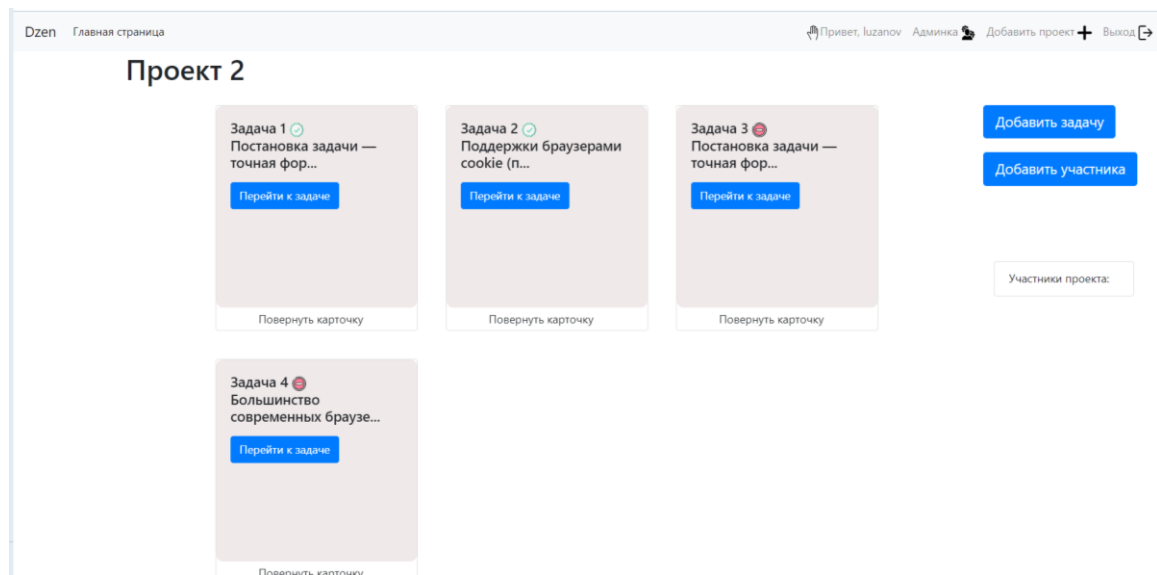 Dzen Главная страница Привет, luzanov Админка Добавить проект Выход
Проект 2
Задача 1
Постановка задачи —
точная фор...
Перейти к задаче
Повернуть карточку
Задача 2
Поддержки браузерами
cookie (п...
Перейти к задаче
Повернуть карточку
Задача 3
Постановка задачи —
точная фор...
Перейти к задаче
Повернуть карточку
Добавить задачу
Добавить участника
Участники проекта:
Задача 4
Большинство
современных браузе...
Перейти к задаче
Повернуть карточку